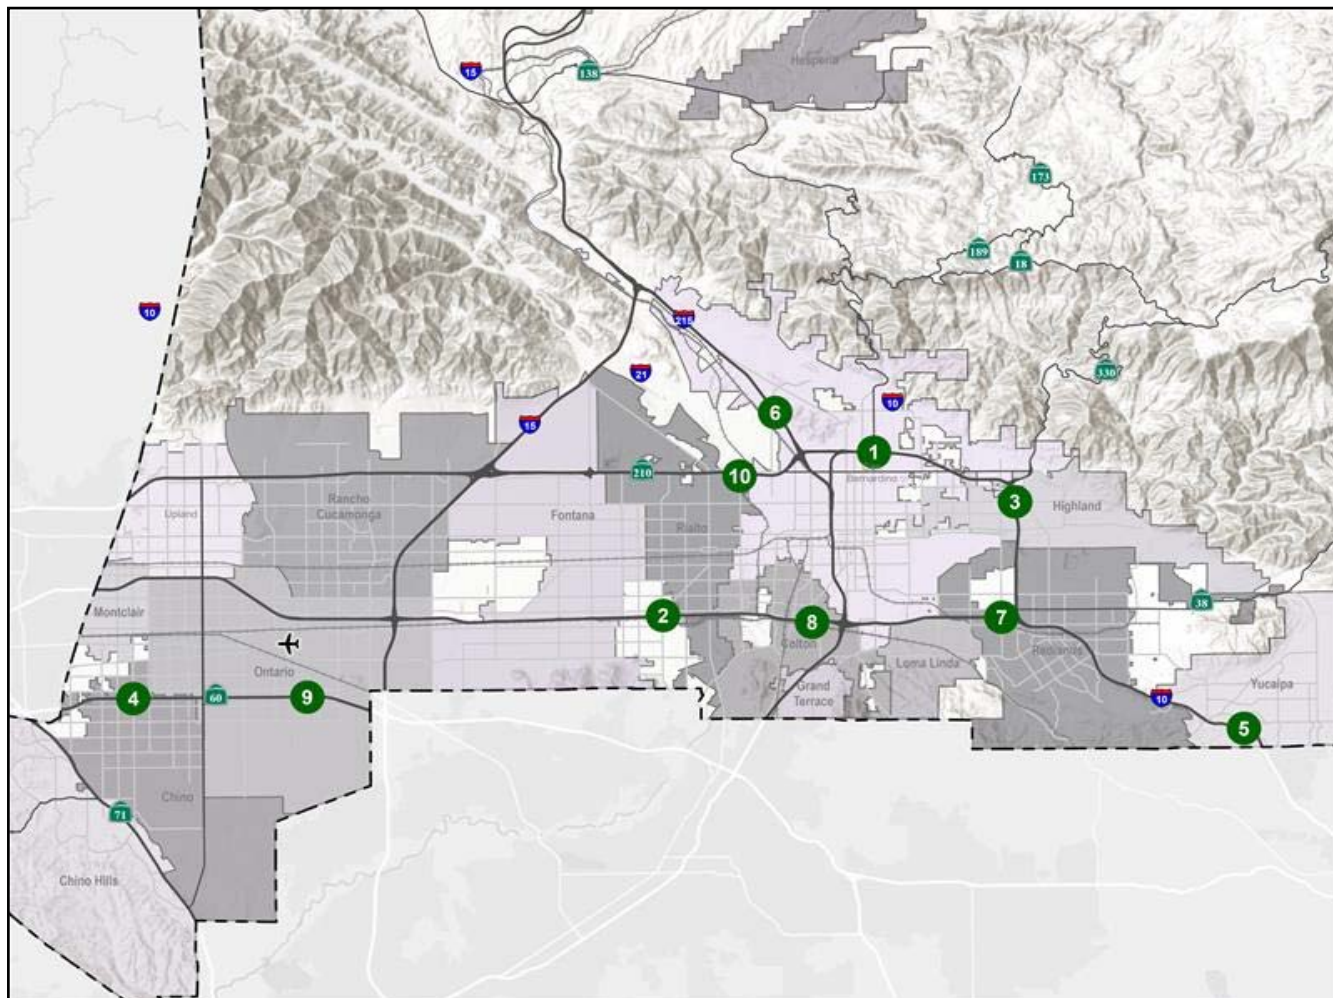 Hesperia
15
138
173
189
18
10
215
330
21
10
6
15
1
210
10
Bernardino
3
Rancho
Cucamonga
Highland
Upland
Fontana
Rialto
38
Montclair
2
8
7
Colton
Redlands
Ontario
Loma Linda
4
60
9
Grand
Terrace
Yucaipa
10
5
Chino
71
Chino Hills